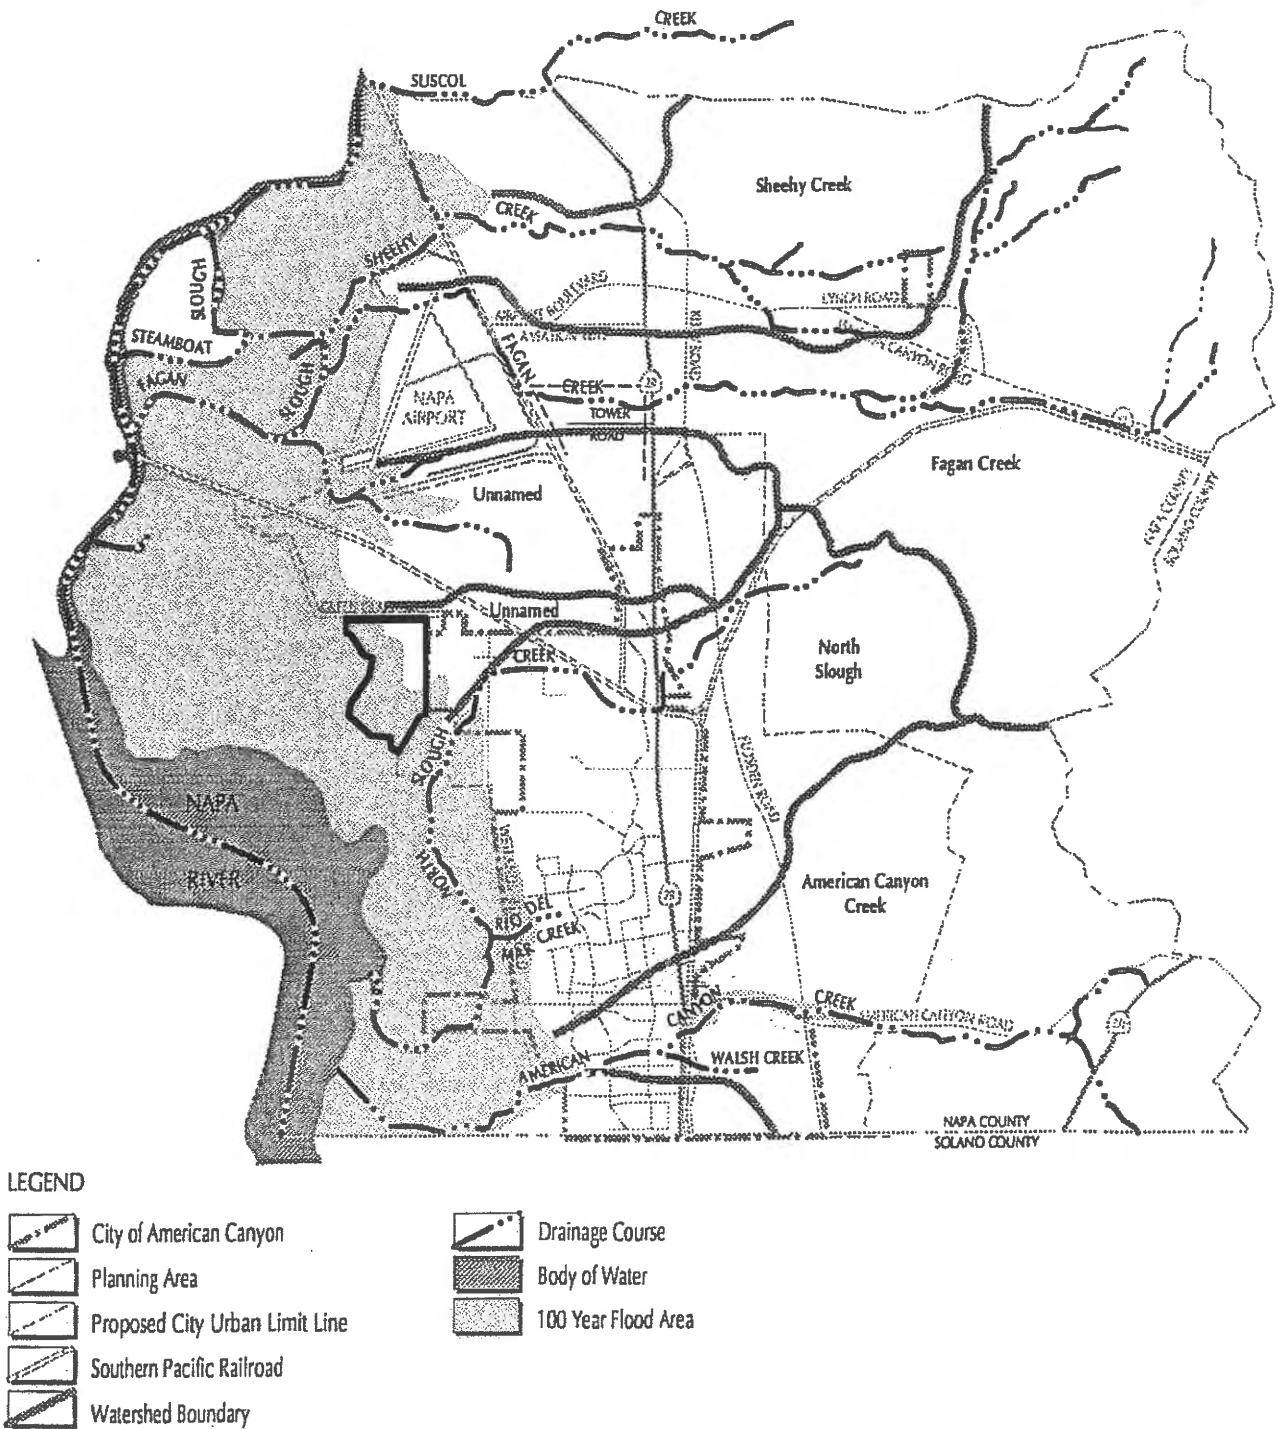 CREEK
SUSCOL
Sheehy Creek
CREEK
SHEEHY
SLOUGH
LYNCH ROAD
STEAMBOAT
FAGAN
CANYON ROAD
FAGAN
SLOUGH
CREEK
29
NAPA
AIRPORT
TOWER
ROAD
Fagan Creek
Unnamed
NAPA COUNTY
SOLANO COUNTY
Unnamed
North
Slough
CREEK
SLOUGH
NAPA
RIVER
NORTH
American Canyon
Creek
29
RIO DEL
MAR CREEK
CANYON
CREEK
AMERICAN CANYON ROAD
AMERICAN
WALSH CREEK
NAPA COUNTY
SOLANO COUNTY
LEGEND
City of American Canyon
Planning Area
Proposed City Urban Limit Line
Southern Pacific Railroad
Watershed Boundary
Drainage Course
Body of Water
100 Year Flood Area